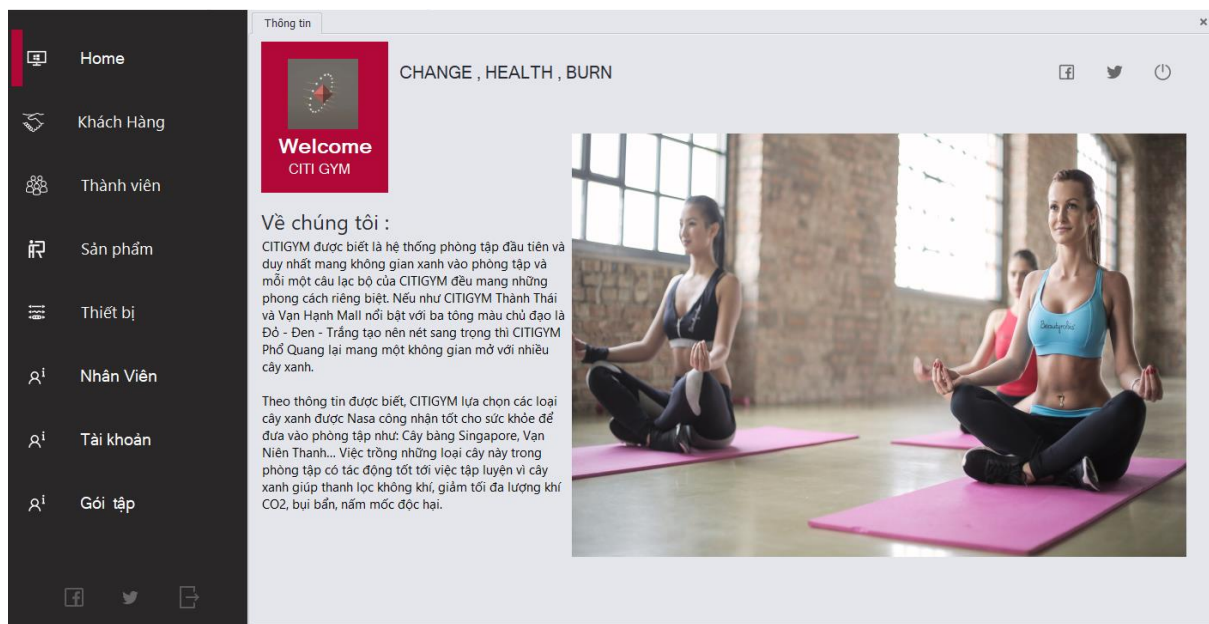 Home
Khách Hàng
Thành viên
Sản phẩm
Thiết bị
Nhân Viên
Tài khoản
Gói tập
Thông tin
CHANGE , HEALTH , BURN
Welcome
CITI GYM
Về chúng tôi :
CITIGYM được biết là hệ thống phòng tập đầu tiên và
duy nhất mang không gian xanh vào phòng tập và
mỗi một câu lạc bộ của CITIGYM đều mang những
phong cách riêng biệt. Nếu như CITIGYM Thành Thái
và Vạn Hạnh Mall nổi bật với ba tông màu chủ đạo là
Đỏ - Đen - Trắng tạo nên nét sang trọng thì CITIGYM
Phổ Quang lại mang một không gian mở với nhiều
cây xanh.
Theo thông tin được biết, CITIGYM lựa chọn các loại
cây xanh được Nasa công nhận tốt cho sức khỏe để
đưa vào phòng tập như: Cây bàng Singapore, Vạn
Niên Thanh... Việc trồng những loại cây này trong
phòng tập có tác động tốt tới việc tập luyện vì cây
xanh giúp thanh lọc không khí, giảm tối đa lượng khí
CO2, bụi bẩn, nấm mốc độc hại.